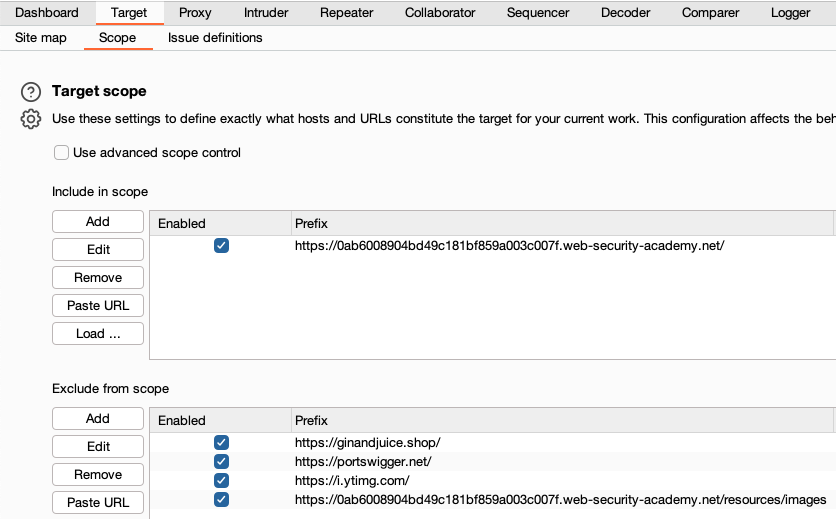 Dashboard Target Proxy Intruder Repeater Collaborator Sequencer Decoder Comparer Logger
Site map Scope Issue definitions
Target scope
Use these settings to define exactly what hosts and URLs constitute the target for your current work. This configuration affects the beh
Use advanced scope control
Include in scope
Add
Edit
Remove
Paste URL
Load ...
Enabled Prefix
https://0ab6008904bd49c181bf859a003c007f.web-security-academy.net/
Exclude from scope
Add
Edit
Remove
Paste URL
Enabled Prefix
https://ginandjuice.shop/
https://portswigger.net/
https://i.ytimg.com/
https://0ab6008904bd49c181bf859a003c007f.web-security-academy.net/resources/images